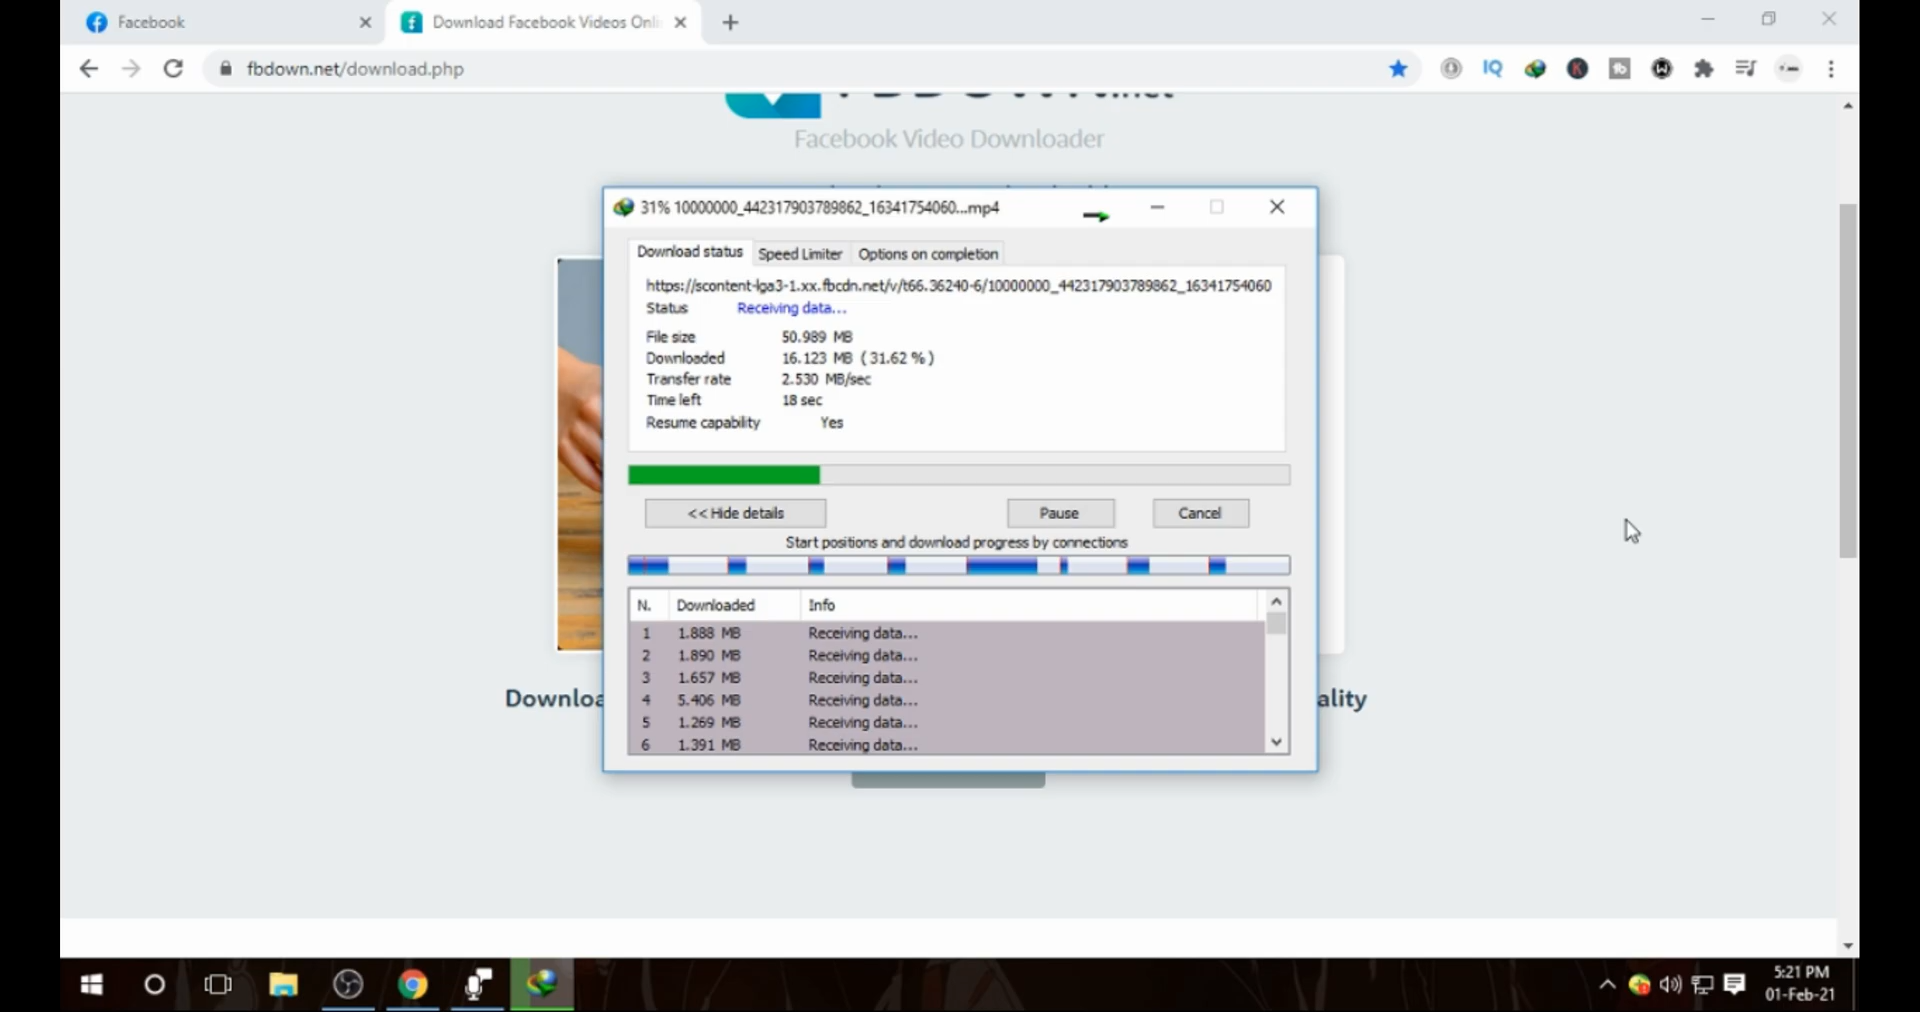 Facebook
Download Facebook Videos Onli
fbdown.net/download.php
IQ
K
tb
Facebook Video Downloader
31% 10000000_442317903789862_16341754060...mp4
Download status
Speed Limiter
Options on completion
https://scontent-lga3-1.xx.fbcdn.net/v/t66.36240-6/10000000_442317903789862_16341754060
Status Receiving data...
File size 50.989 MB
Downloaded 16.123 MB ( 31.62 % )
Transfer rate 2.530 MB/sec
Time left 18 sec
Resume capability Yes
<< Hide details
Pause
Cancel
Start positions and download progress by connections
N. Downloaded Info
1 1.888 MB Receiving data...
2 1.890 MB Receiving data...
3 1.657 MB Receiving data...
4 5.406 MB Receiving data...
5 1.269 MB Receiving data...
6 1.391 MB Receiving data...
Downloa
ality
5:21 PM
01-Feb-21